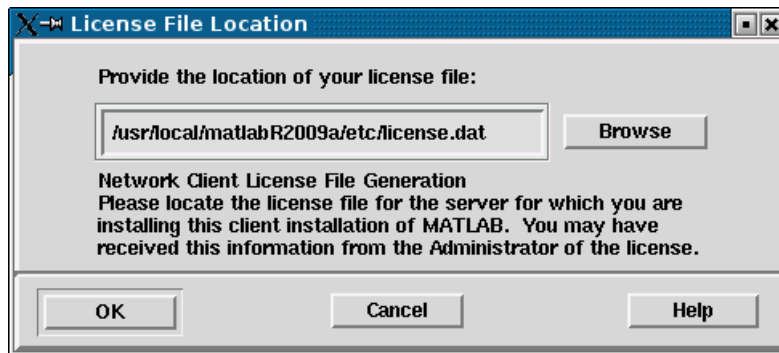 License File Location
Provide the location of your license file:
/usr/local/matlabR2009a/etc/license.dat
Browse
Network Client License File Generation
Please locate the license file for the server for which you are
installing this client installation of MATLAB.  You may have
received this information from the Administrator of the license.
OK
Cancel
Help